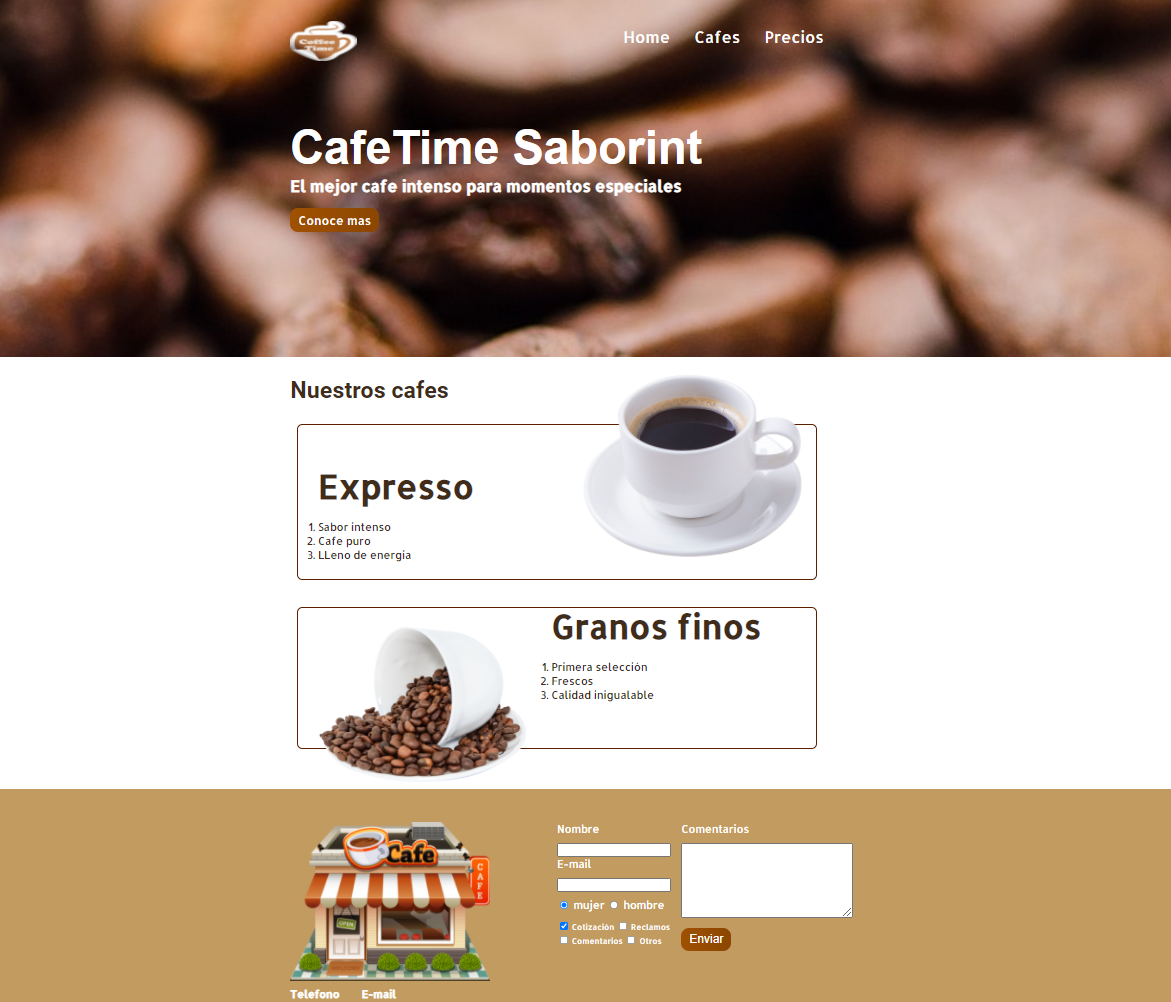 Coffee
Time
Home Cafes Precios
CafeTime Saborint
El mejor cafe intenso para momentos especiales
Conoce mas
Nuestros cafes
Expresso
1. Sabor intenso
2. Cafe puro
3. LLeno de energia
Granos finos
1. Primera selección
2. Frescos
3. Calidad inigualable
Cafe
CAFE
OPEN
Telefono E-mail
Nombre
E-mail
mujer hombre
Cotización Reclamos
Comentarios Otros
Comentarios
Enviar